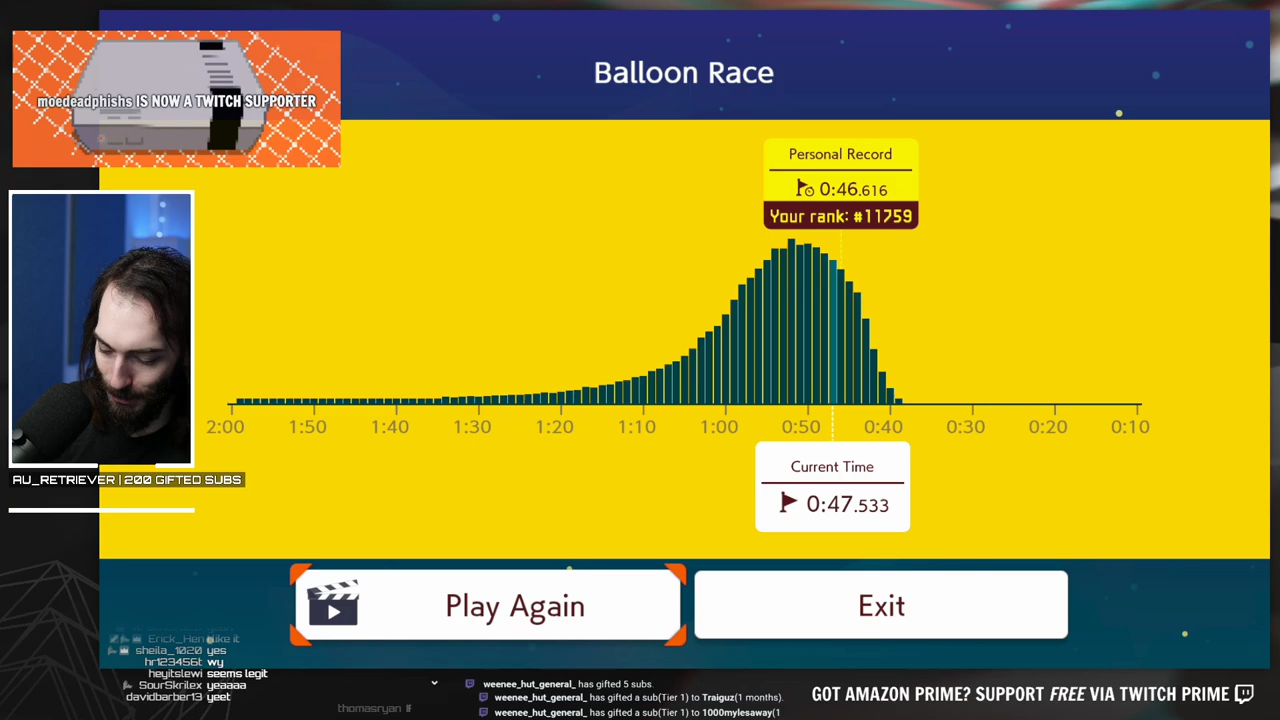 Balloon Race
moedeadphishs IS NOW A TWITCH SUPPORTER
Personal Record
0:46.616
Your rank: #11759
2:00 1:50 1:40 1:30 1:20 1:10 1:00 0:50 0:40 0:30 0:20 0:10
Current Time
0:47.533
AU_RETRIEVER | 200 GIFTED SUBS
Play Again
Exit
Erick_Hen like it
sheila_1020 yes
hr123456t wy
heyitslewi seems legit
SourSkrilex yeaaaa
davidbarber13 yeet
thomasryan
weenee_hut_general_ has gifted 5 subs.
weenee_hut_general_ has gifted a sub(Tier 1) to Traiguz(1 months).
weenee_hut_general_ has gifted a sub(Tier 1) to 1000mylesaway(1
GOT AMAZON PRIME? SUPPORT FREE VIA TWITCH PRIME